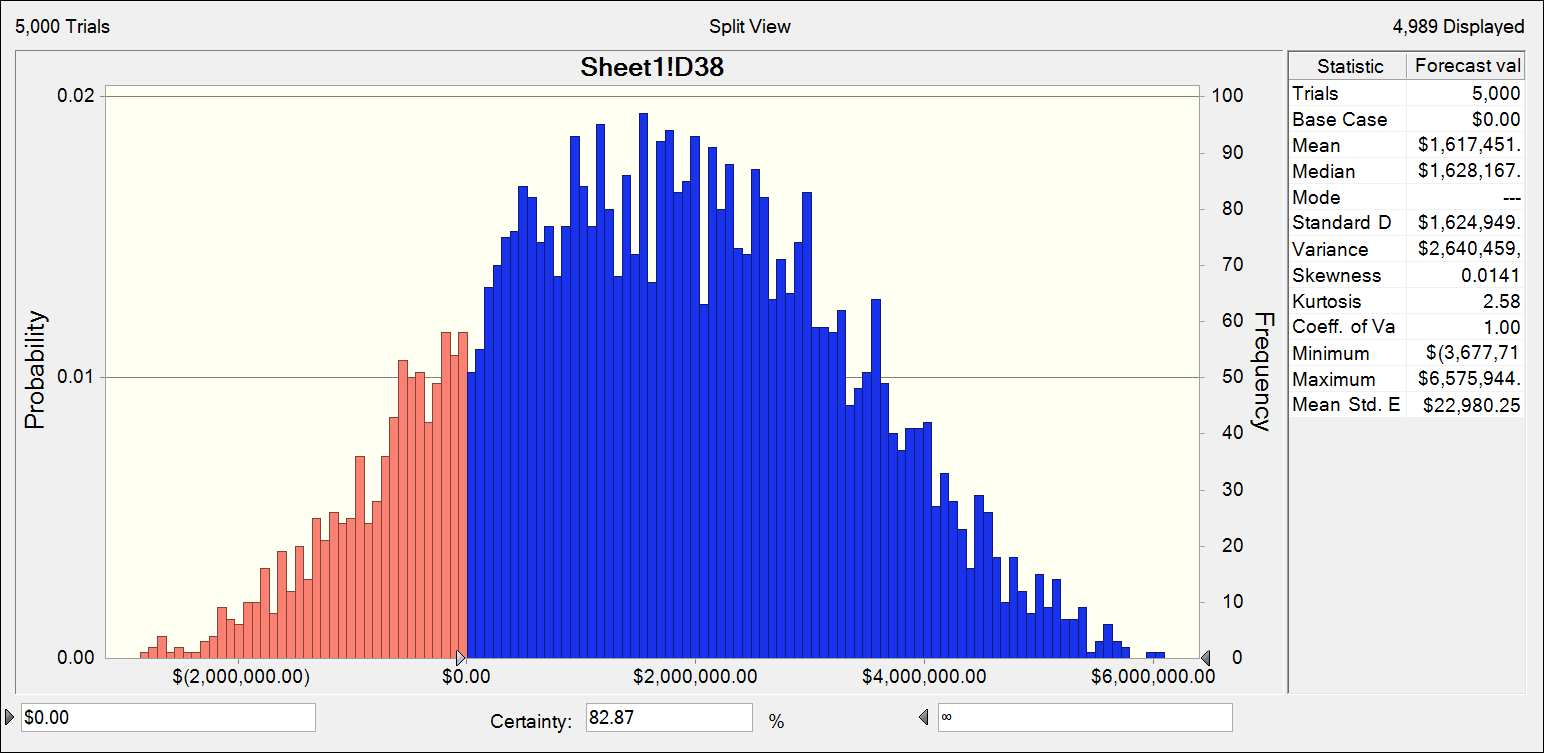 5,000 Trials
Split View
4,989 Displayed
Sheet1!D38
Probability
0.02
0.01
0.00
100
90
80
70
60
50
40
30
20
10
0
Frequency
$(2,000,000.00)
$0.00
$2,000,000.00
$4,000,000.00
$6,000,000.00
Statistic Forecast val
Trials 5,000
Base Case $0.00
Mean $1,617,451.
Median $1,628,167.
Mode ---
Standard D $1,624,949.
Variance $2,640,459,
Skewness 0.0141
Kurtosis 2.58
Coeff. of Va 1.00
Minimum $(3,677,71
Maximum $6,575,944.
Mean Std. E $22,980.25
$0.00
Certainty: 82.87 %
∞